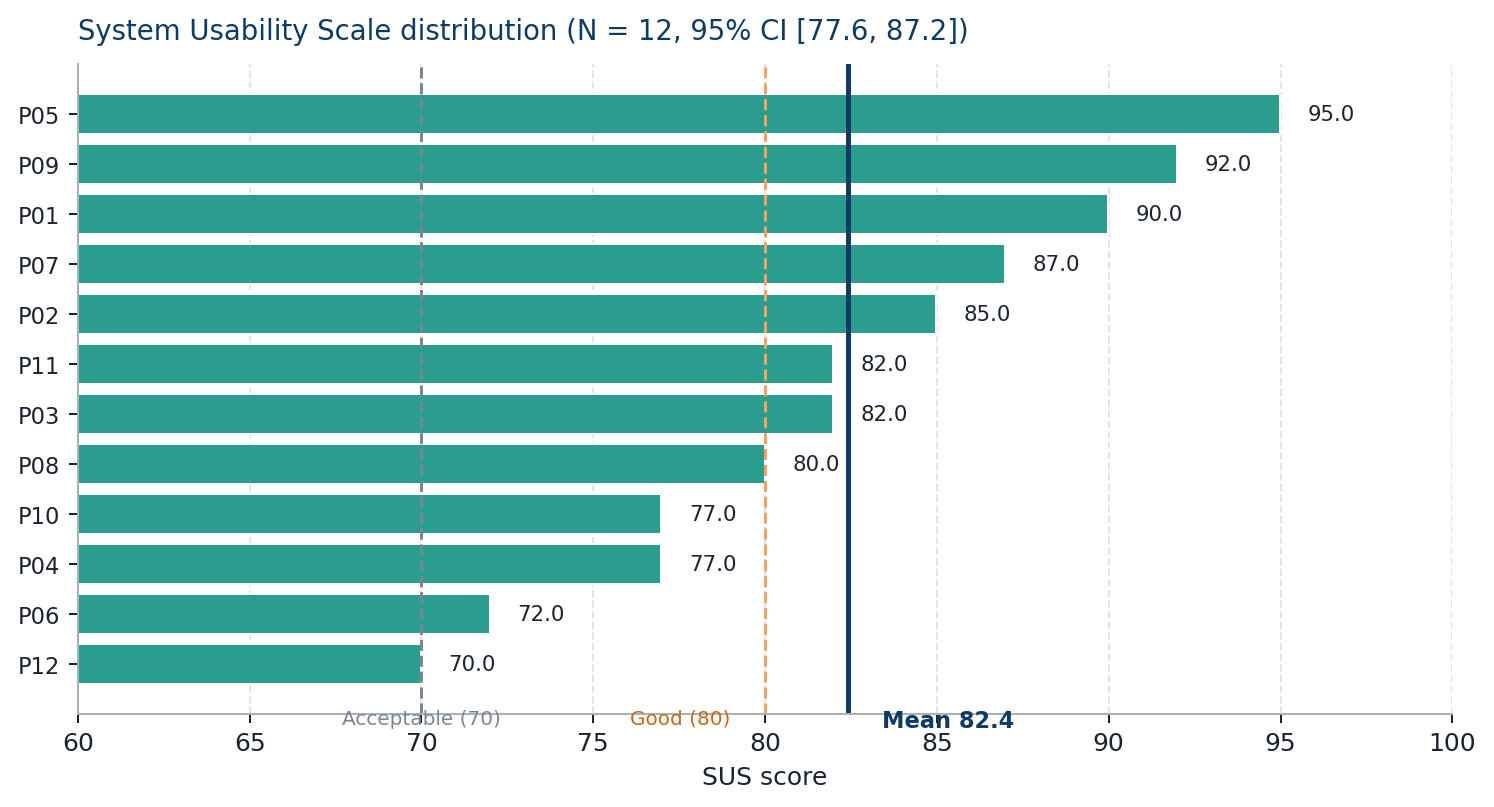 System Usability Scale distribution (N = 12, 95% CI [77.6, 87.2])
P05 95.0
P09 92.0
P01 90.0
P07 87.0
P02 85.0
P11 82.0
P03 82.0
P08 80.0
P10 77.0
P04 77.0
P06 72.0
P12 70.0
Acceptable (70) Good (80) Mean 82.4
60 65 70 75 80 85 90 95 100
SUS score